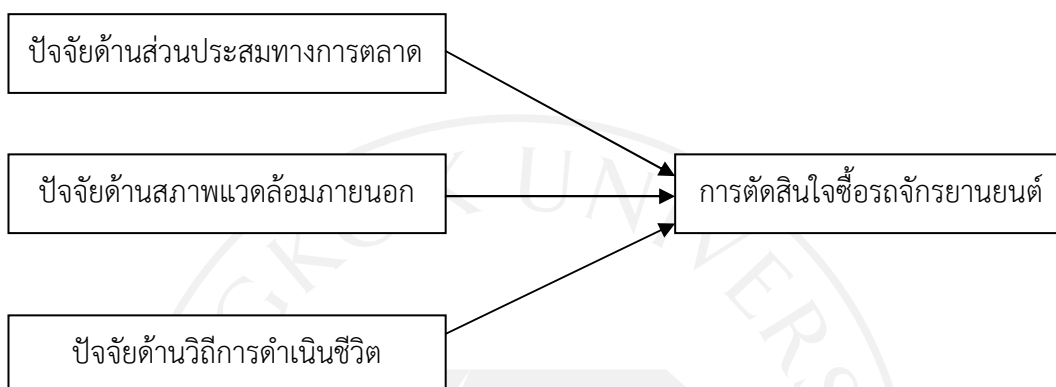 ปัจจัยด้านส่วนประสมทางการตลาด
ปัจจัยด้านสภาพแวดล้อมภายนอก
การตัดสินใจซื้อรถจักรยานยนต์
ปัจจัยด้านวิถีการดำเนินชีวิต
GKOK UNIVERS